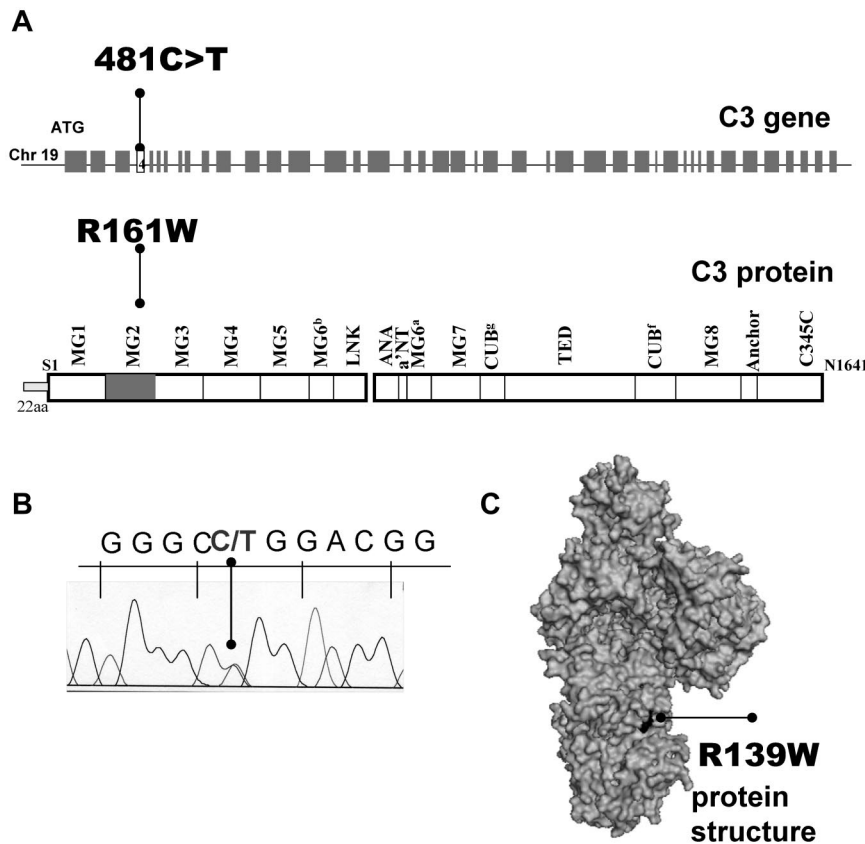 A
481C>T
ATG
C3 gene
Chr 19
4
R161W
C3 protein
MG1 MG2 MG3 MG4 MG5 MG6b LNK ANA a'NT MG6a MG7 CUBg TED CUBf MG8 Anchor C345C
S1 N1641
22aa
B
G G G C C/T G G A C G G
C
R139W
protein
structure